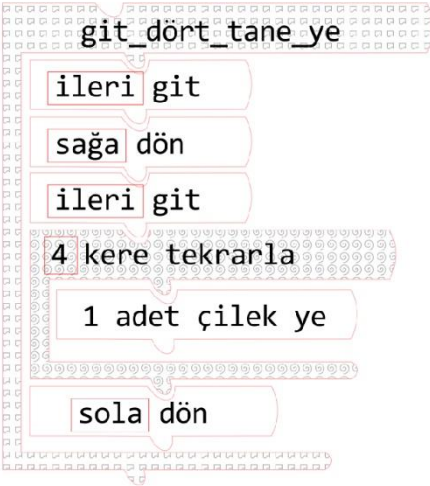 git_dört_tane_ye
ileri git
sağa dön
ileri git
4 kere tekrarla
1 adet çilek ye
sola dön